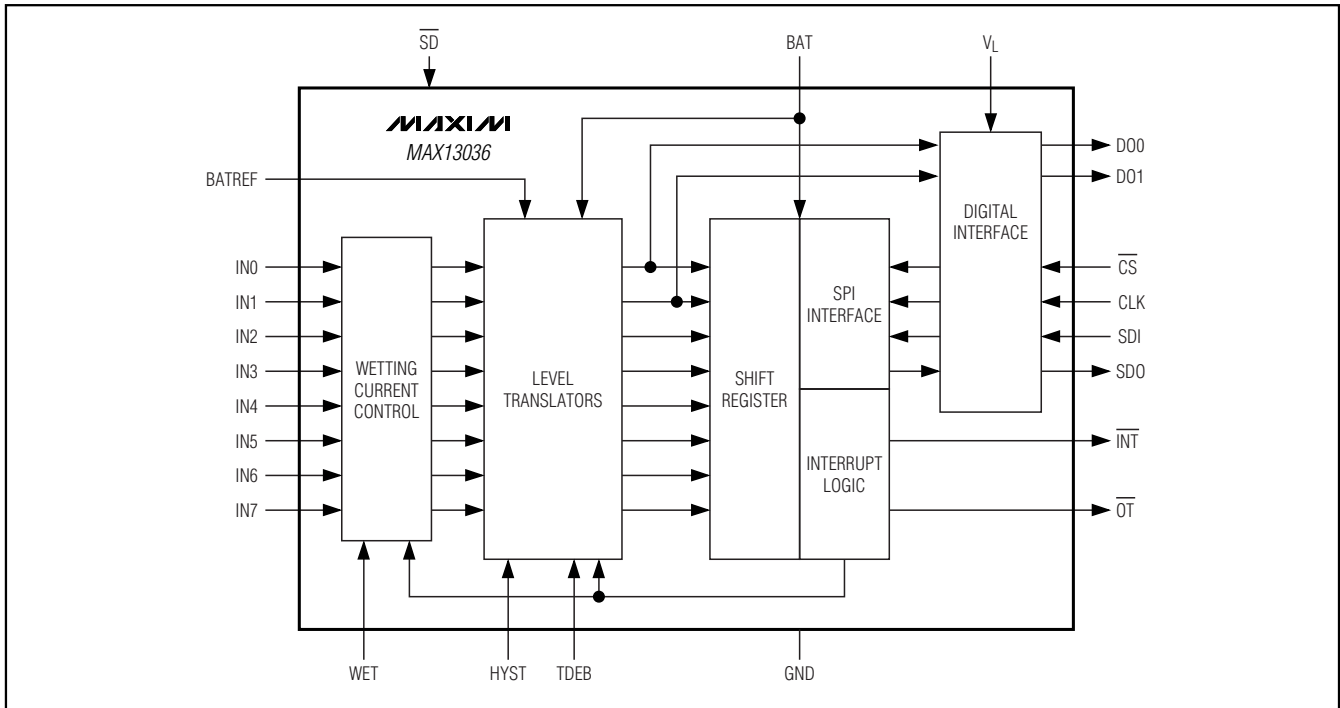 SD
BAT
VL
MAXIM
MAX13036
BATREF
DO0
DO1
DIGITAL
INTERFACE
IN0
IN1
IN2
IN3
IN4
IN5
IN6
IN7
WETTING
CURRENT
CONTROL
LEVEL
TRANSLATORS
SHIFT
REGISTER
SPI
INTERFACE
INTERRUPT
LOGIC
CS
CLK
SDI
SDO
INT
OT
WET
HYST
TDEB
GND